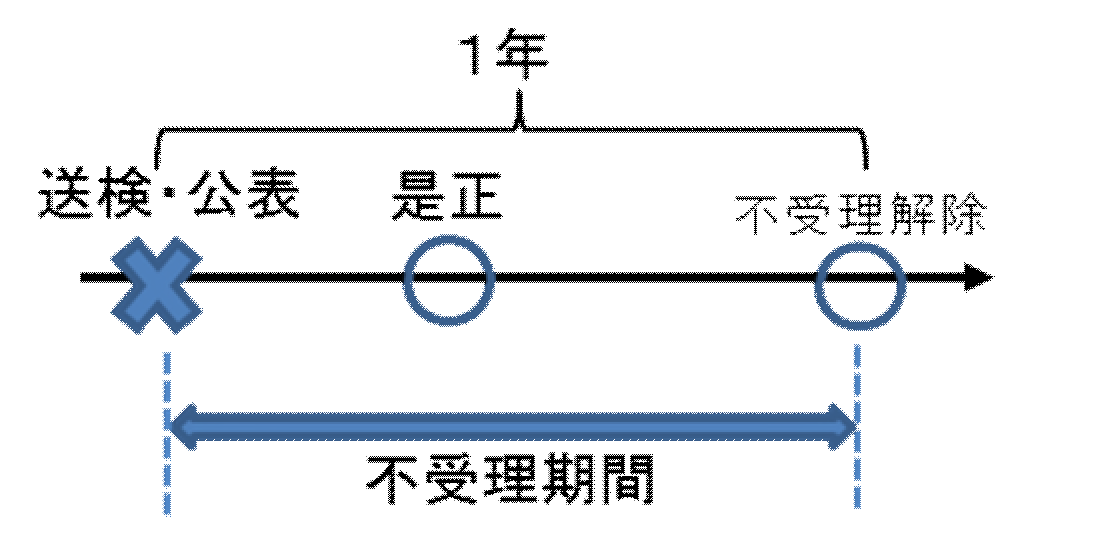 1年
送検・公表
是正
不受理解除
不受理期間